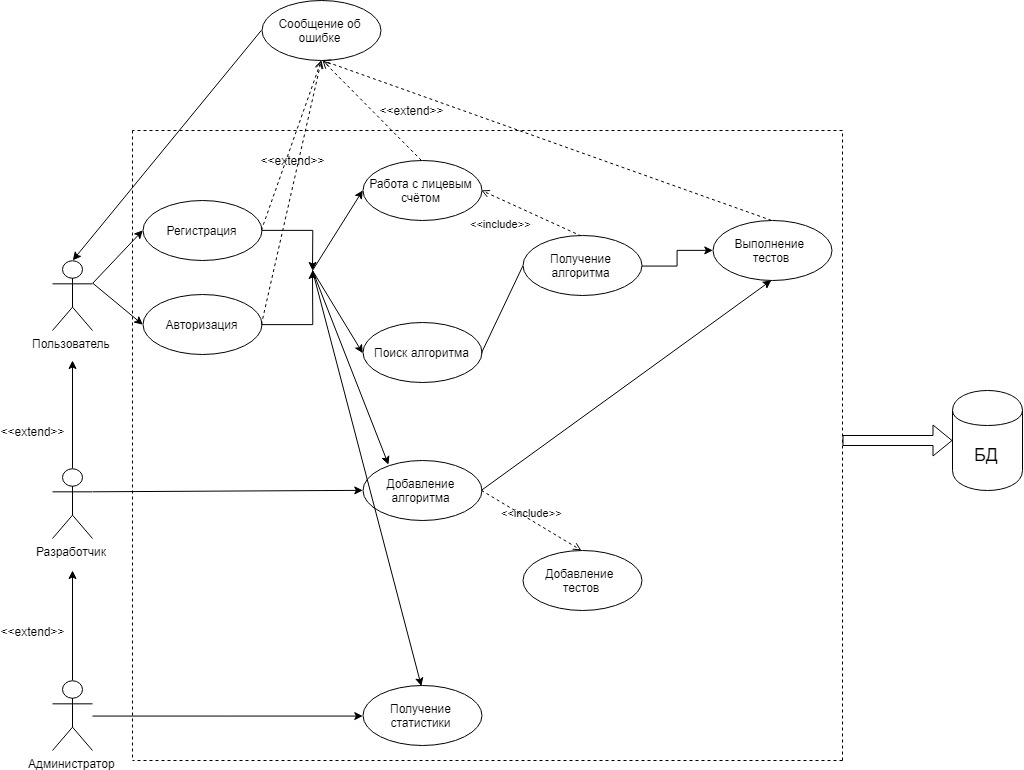 Сообщение об
ошибке
<<extend>>
<<extend>>
Работа с лицевым
счётом
<<include>>
Регистрация
Получение
алгоритма
Выполнение
тестов
Авторизация
Пользователь
Поиск алгоритма
<<extend>>
БД
Добавление
алгоритма
<<include>>
Разработчик
Добавление
тестов
<<extend>>
Получение
статистики
Администратор